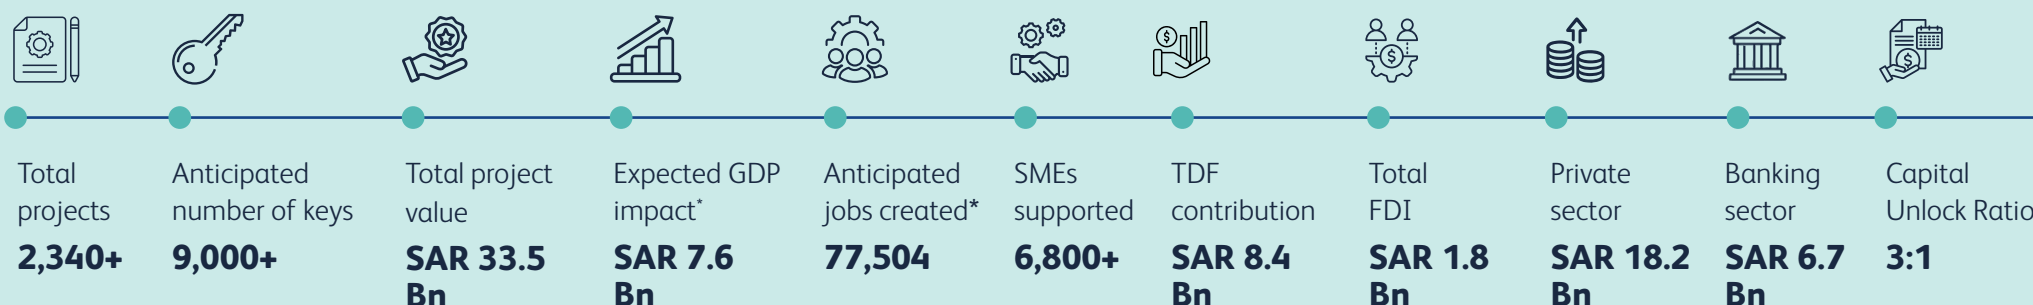 Total
projects
2,340+
Anticipated
number of keys
9,000+
Total project
value
SAR 33.5
Bn
Expected GDP
impact*
SAR 7.6
Bn
Anticipated
jobs created*
77,504
SMEs
supported
6,800+
TDF
contribution
SAR 8.4
Bn
Total
FDI
SAR 1.8
Bn
Private
sector
SAR 18.2
Bn
Banking
sector
SAR 6.7
Bn
Capital
Unlock Ratio
3:1